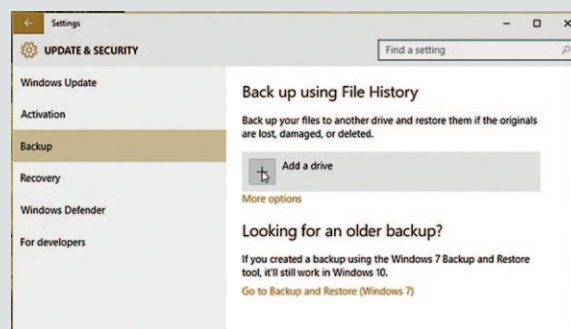 Settings
UPDATE & SECURITY
Find a setting
Windows Update
Activation
Backup
Recovery
Windows Defender
For developers
Back up using File History
Back up your files to another drive and restore them if the originals
are lost, damaged, or deleted.
Add a drive
More options
Looking for an older backup?
If you created a backup using the Windows 7 Backup and Restore
tool, it'll still work in Windows 10.
Go to Backup and Restore (Windows 7)